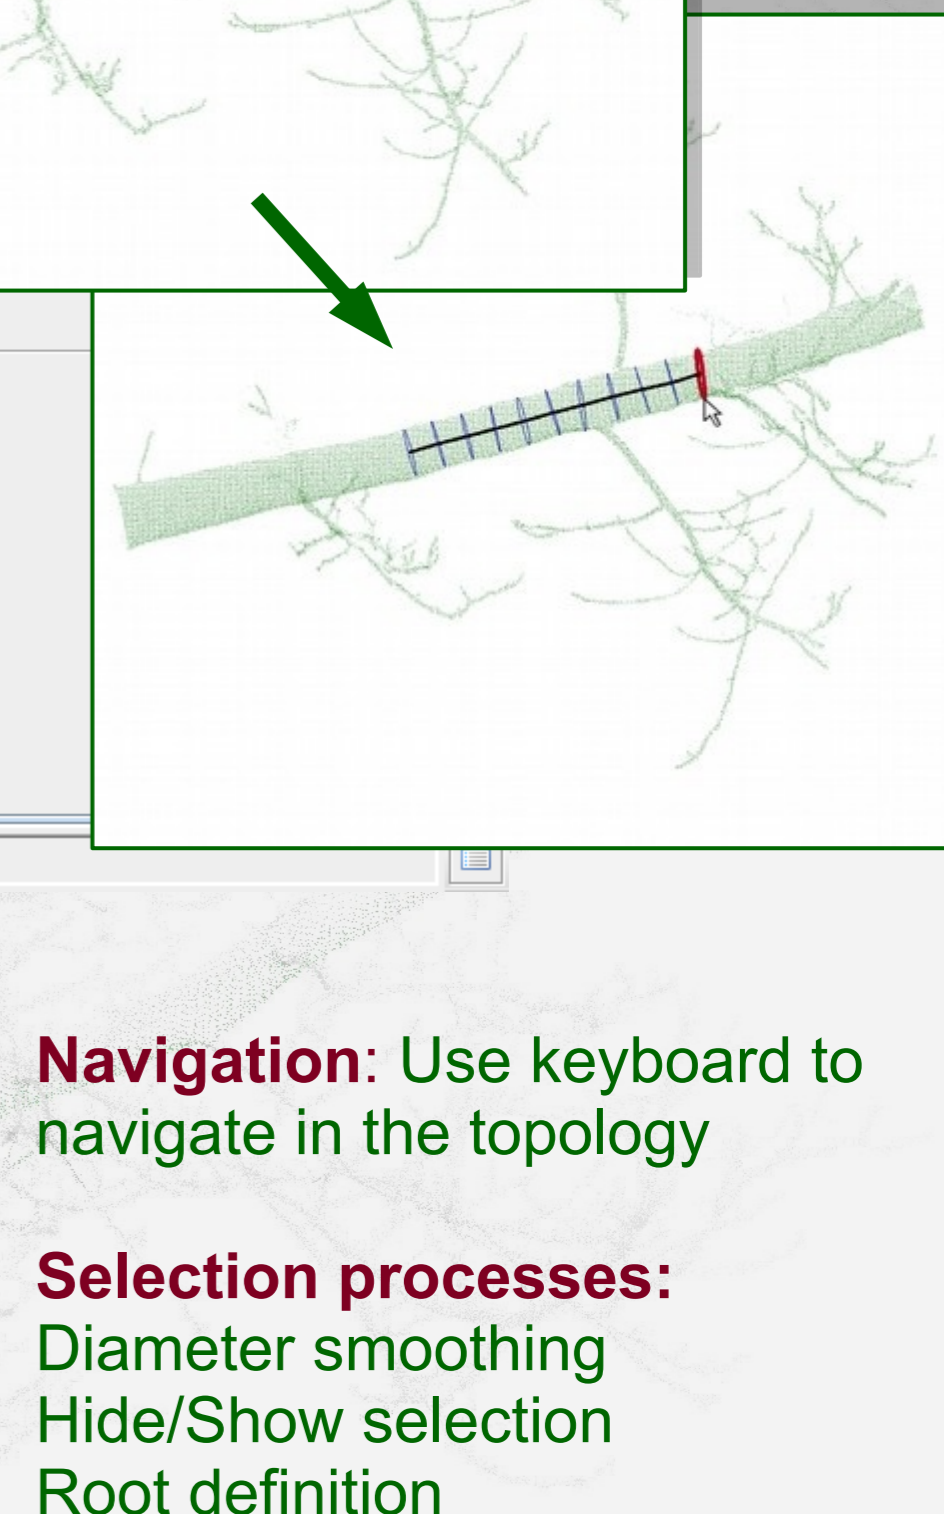 Navigation: Use keyboard to
navigate in the topology
Selection processes:
Diameter smoothing
Hide/Show selection
Root definition